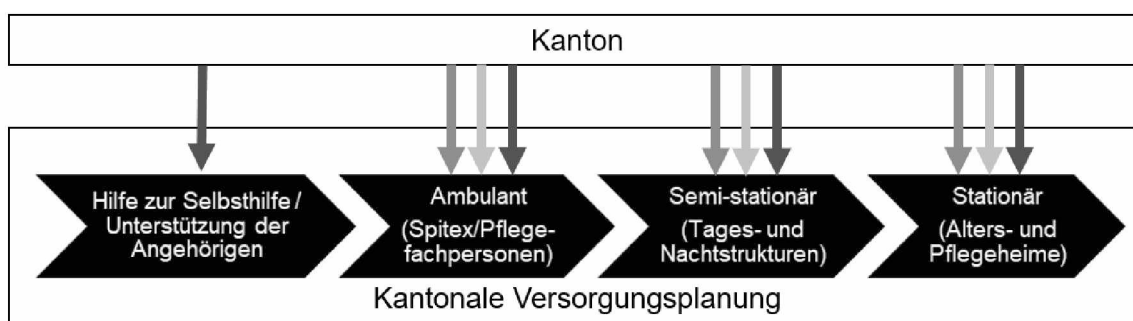 Kanton
Hilfe zur Selbsthilfe /
Unterstützung der
Angehörigen
Ambulant
(Spitex/Pflege-
fachpersonen)
Semi-stationär
(Tages- und
Nachtstrukturen)
Stationär
(Alters- und
Pflegeheime)
Kantonale Versorgungsplanung